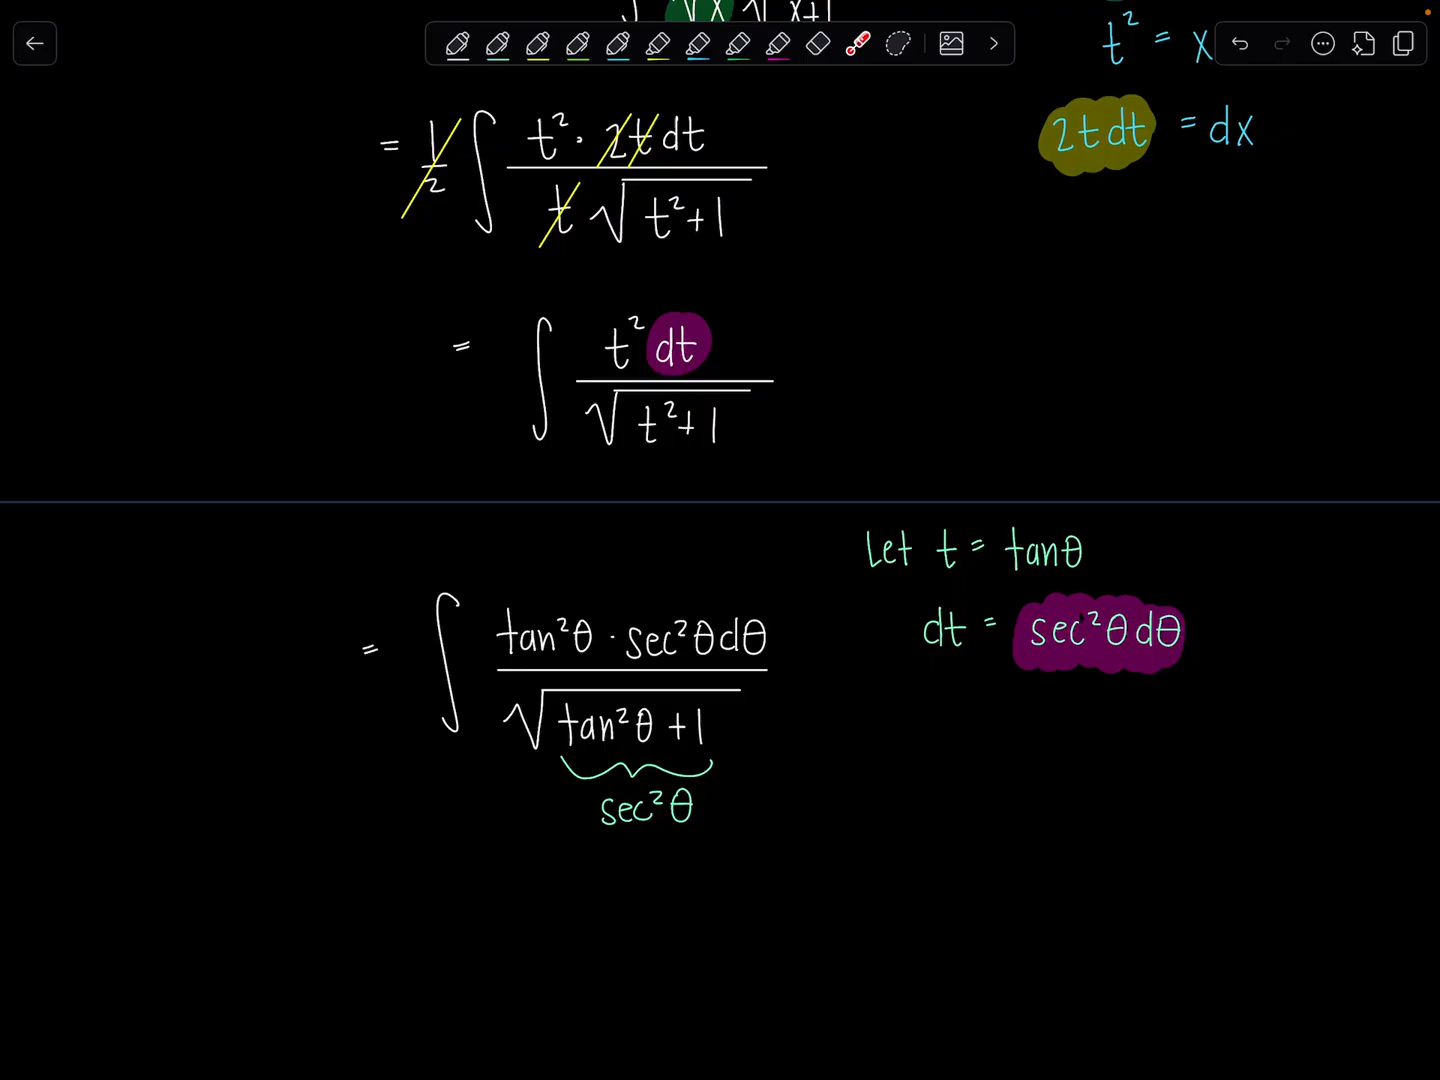 √x √x+1
t² = x
= 1/2 ∫ t² · 2t dt / t √t²+1
2t dt = dx
= ∫ t² dt / √t²+1
Let t = tanθ
= ∫ tan²θ · sec²θ dθ / √tan²θ + 1
dt = sec²θ dθ
sec²θ